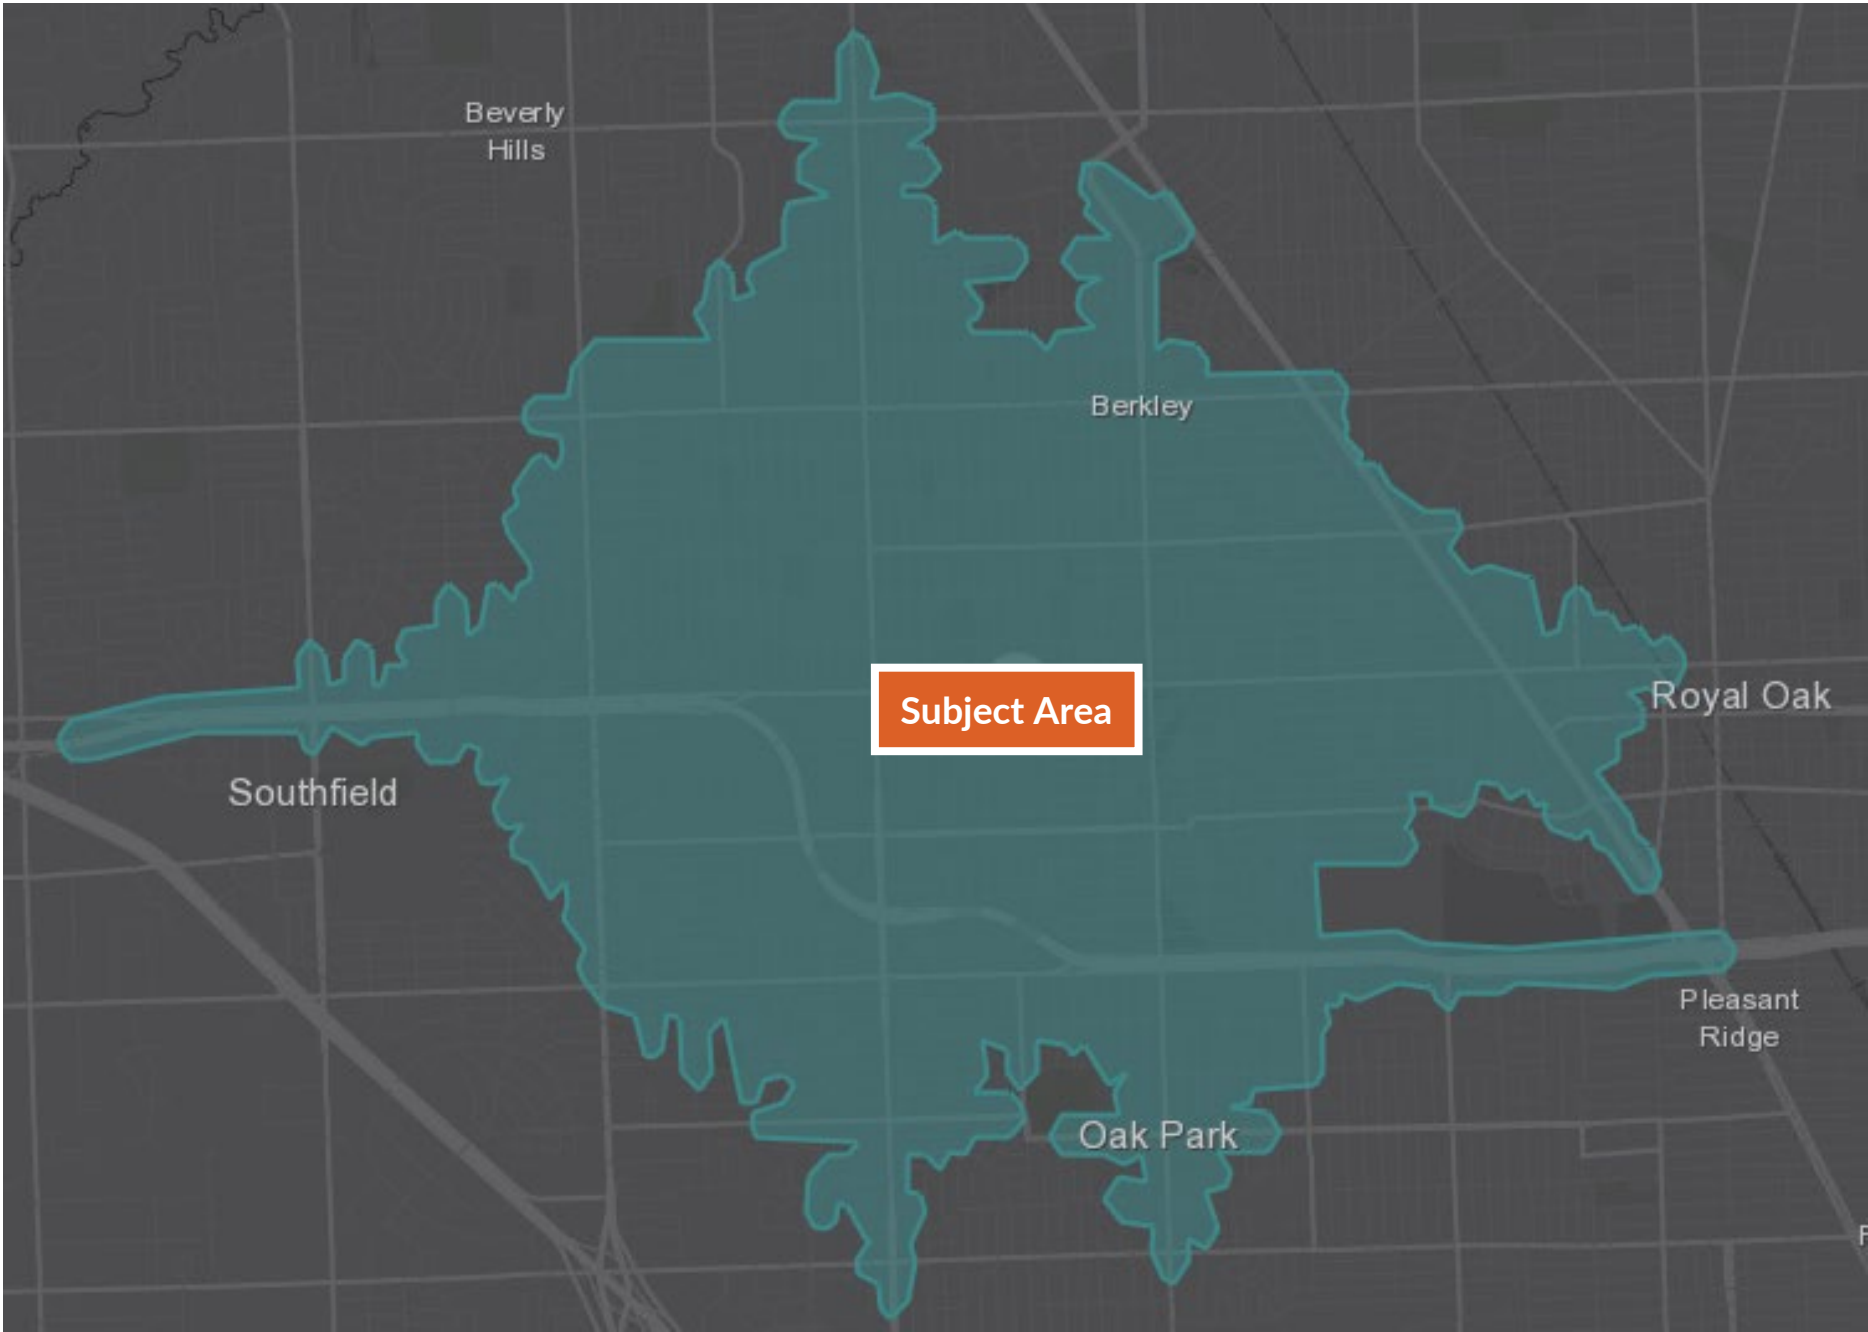 Beverly
Hills
Berkley
Subject Area
Royal Oak
Southfield
Pleasant
Ridge
Oak Park